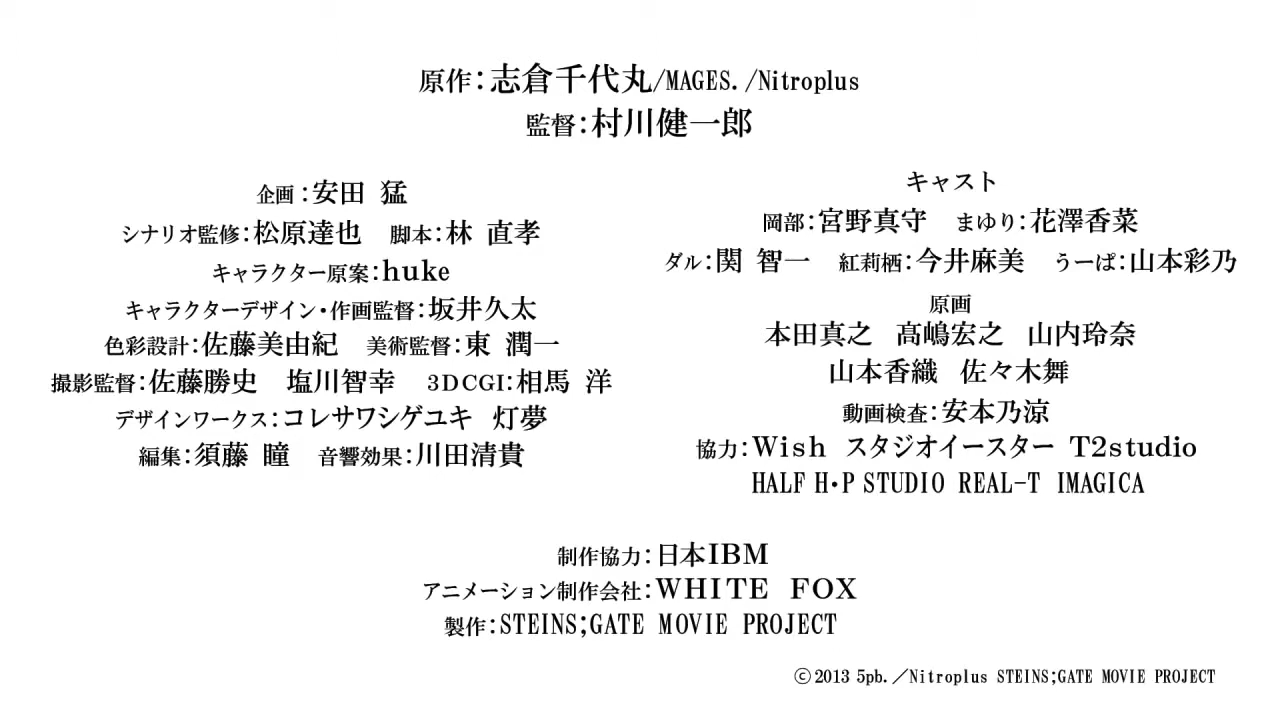 原作:志倉千代丸/MAGES./Nitroplus
監督:村川健一郎
企画:安田 猛
シナリオ監修:松原達也 脚本:林 直孝
キャラクター原案:huke
キャラクターデザイン・作画監督:坂井久太
色彩設計:佐藤美由紀 美術監督:東 潤一
撮影監督:佐藤勝史 塩川智幸 3DCGI:相馬 洋
デザインワークス:コレサワシゲユキ 灯夢
編集:須藤 瞳 音響効果:川田清貴
キャスト
岡部:宮野真守 まゆり:花澤香菜
ダル:関 智一 紅莉栖:今井麻美 うーぱ:山本彩乃
原画
本田真之 髙嶋宏之 山内玲奈
山本香織 佐々木舞
動画検査:安本乃涼
協力:Wish スタジオイースター T2studio
HALF H・P STUDIO REAL-T IMAGICA
制作協力:日本IBM
アニメーション制作会社:WHITE FOX
製作:STEINS;GATE MOVIE PROJECT
ⓒ2013 5pb./Nitroplus STEINS;GATE MOVIE PROJECT